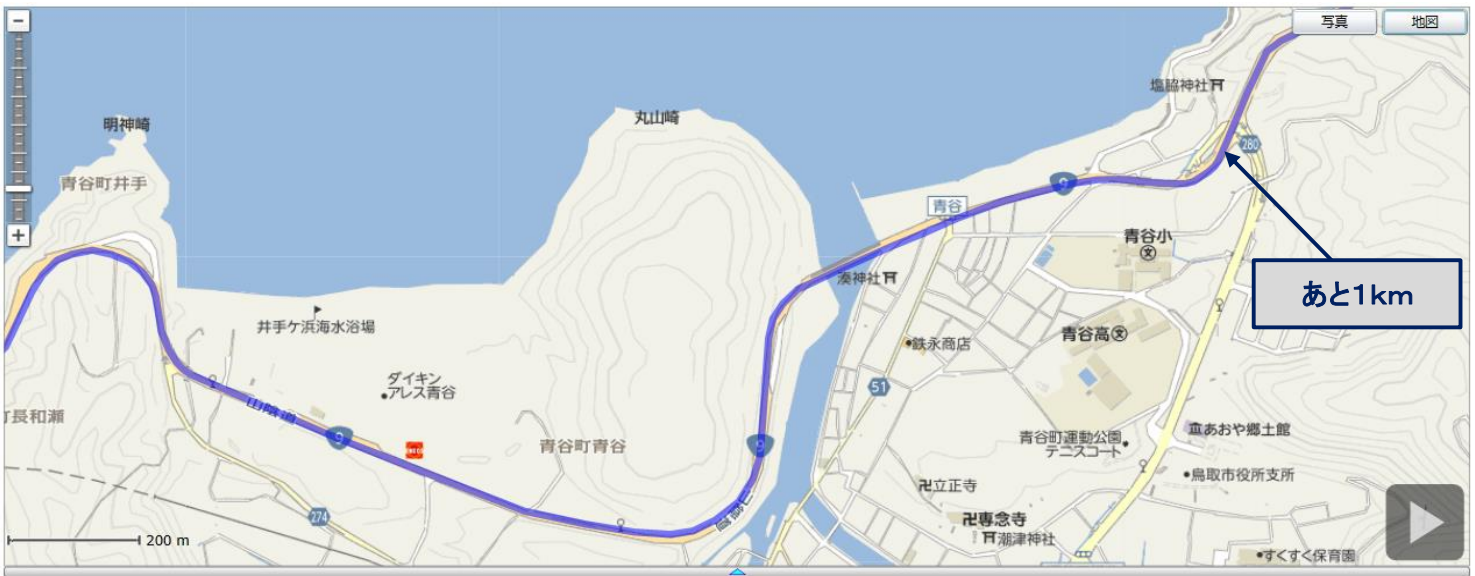 写真
地図
塩脇神社
明神崎
丸山崎
280
青谷町井手
9
青谷
青谷小
文
湊神社
あと1km
井手ケ浜海水浴場
鉄永商店
青谷高
文
ダイキン
アレス青谷
51
山陰道
町長和瀬
9
青谷町青谷
9
青谷町運動公園
テニスコート
あおや郷土館
鳥取市役所支所
卍立正寺
274
卍専念寺
潮津神社
200 m
すくすく保育園